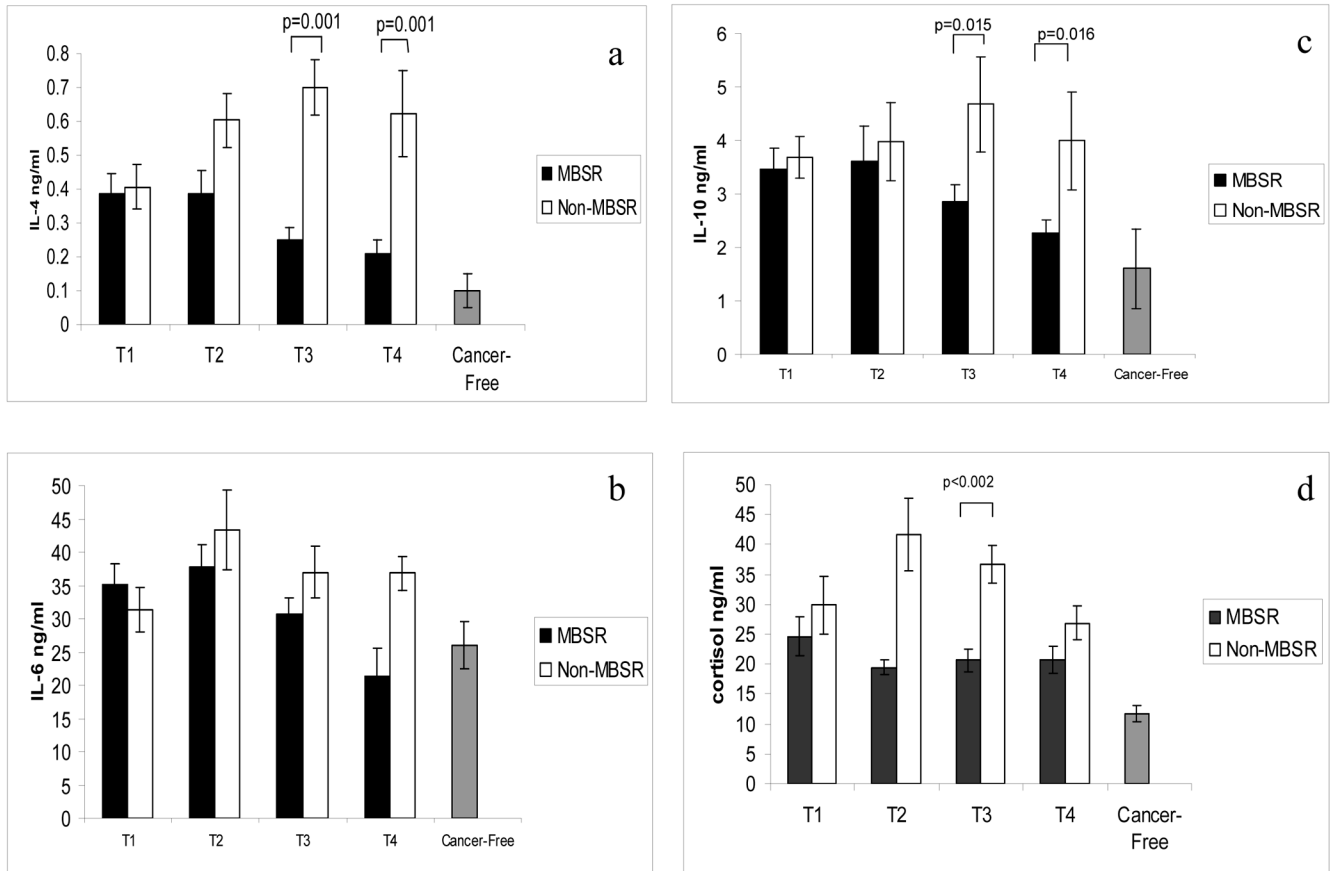 p=0.001 p=0.001
a
0.8
0.7
0.6
0.5
0.4
0.3
0.2
0.1
0
IL-4 ng/ml
T1 T2 T3 T4 Cancer-
Free
MBSR
Non-MBSR
p=0.015 p=0.016
c
6
5
4
3
2
1
0
IL-10 ng/ml
T1 T2 T3 T4 Cancer-Free
MBSR
Non-MBSR
b
50
45
40
35
30
25
20
15
10
5
0
IL-6 ng/ml
T1 T2 T3 T4 Cancer-Free
MBSR
Non-MBSR
p<0.002
d
50
45
40
35
30
25
20
15
10
5
0
cortisol ng/ml
T1 T2 T3 T4 Cancer-
Free
MBSR
Non-MBSR